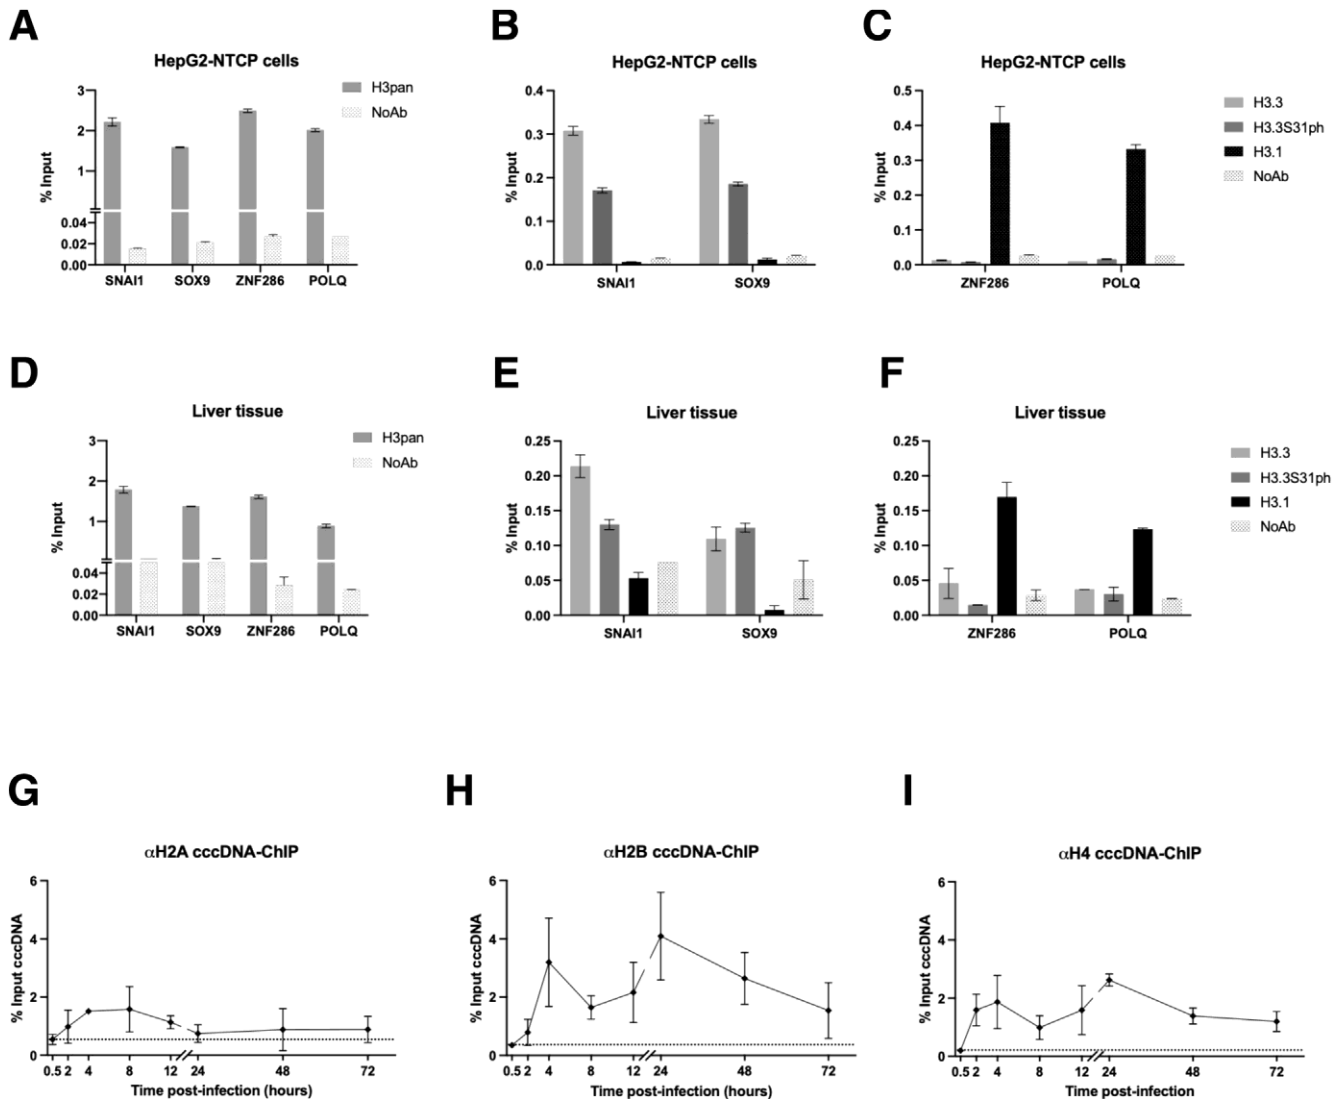 A
HepG2-NTCP cells
H3pan
NoAb
% Input
3
2
1
0.04
0.02
0.00
SNAI1 SOX9 ZNF286 POLQ
B
HepG2-NTCP cells
% Input
0.4
0.3
0.2
0.1
0.0
SNAI1 SOX9
C
HepG2-NTCP cells
H3.3
H3.3S31ph
H3.1
NoAb
% Input
0.5
0.4
0.3
0.2
0.1
0.0
ZNF286 POLQ
D
Liver tissue
H3pan
NoAb
% Input
3
2
1
0.04
0.02
0.00
SNAI1 SOX9 ZNF286 POLQ
E
Liver tissue
% Input
0.25
0.20
0.15
0.10
0.05
0.00
SNAI1 SOX9
F
Liver tissue
H3.3
H3.3S31ph
H3.1
NoAb
% Input
0.25
0.20
0.15
0.10
0.05
0.00
ZNF286 POLQ
G
αH2A cccDNA-ChIP
% Input cccDNA
6
4
2
0
0.5 2 4 8 12 24 48 72
Time post-infection (hours)
H
αH2B cccDNA-ChIP
% Input cccDNA
6
4
2
0
0.5 2 4 8 12 24 48 72
Time post-infection (hours)
I
αH4 cccDNA-ChIP
% Input cccDNA
6
4
2
0
0.5 2 4 8 12 24 48 72
Time post-infection